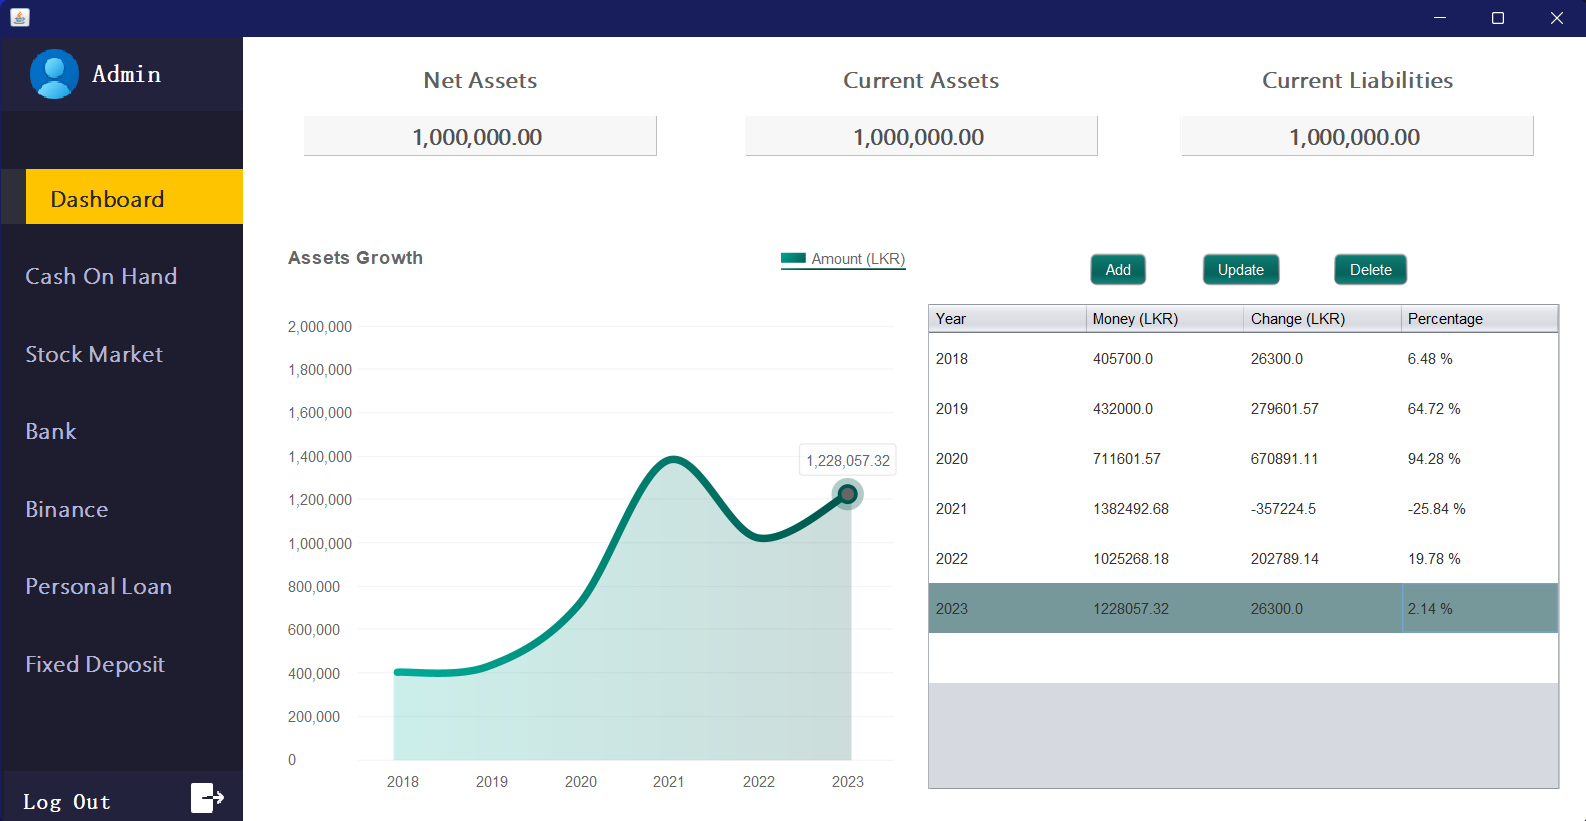 Admin
Dashboard
Cash On Hand
Stock Market
Bank
Binance
Personal Loan
Fixed Deposit
Log Out
Net Assets
1,000,000.00
Current Assets
1,000,000.00
Current Liabilities
1,000,000.00
Assets Growth
Amount (LKR)
2,000,000
1,800,000
1,600,000
1,400,000
1,200,000
1,000,000
800,000
600,000
400,000
200,000
0
1,228,057.32
2018 2019 2020 2021 2022 2023
Add Update Delete
Year Money (LKR) Change (LKR) Percentage
2018 405700.0 26300.0 6.48 %
2019 432000.0 279601.57 64.72 %
2020 711601.57 670891.11 94.28 %
2021 1382492.68 -357224.5 -25.84 %
2022 1025268.18 202789.14 19.78 %
2023 1228057.32 26300.0 2.14 %